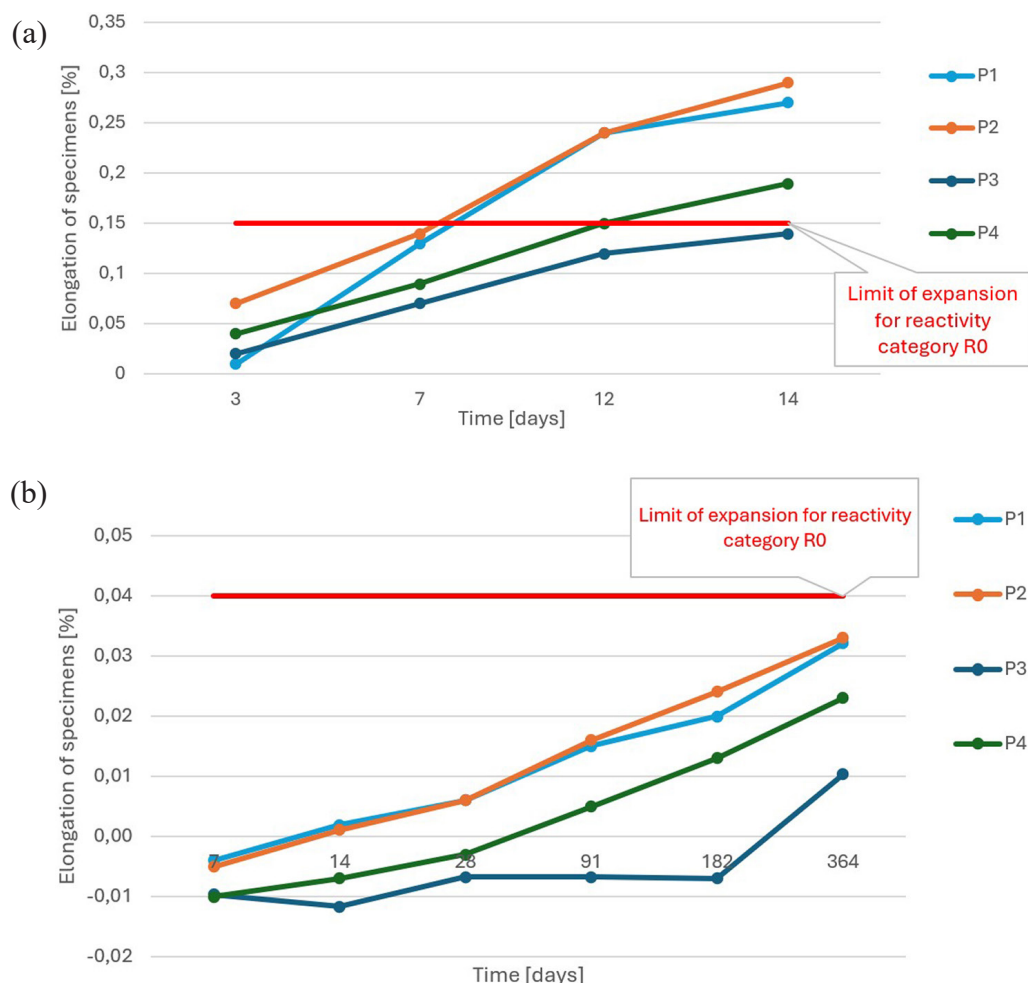 (a)
Elongation of specimens [%]
0,35
0,3
0,25
0,2
0,15
0,1
0,05
0
3
7
12
14
Time [days]
P1
P2
P3
P4
Limit of expansion
for reactivity
category R0
(b)
Elongation of specimens [%]
0,05
0,04
0,03
0,02
0,01
0,00
-0,01
-0,02
7
14
28
91
182
364
Time [days]
Limit of expansion for reactivity
category R0
P1
P2
P3
P4